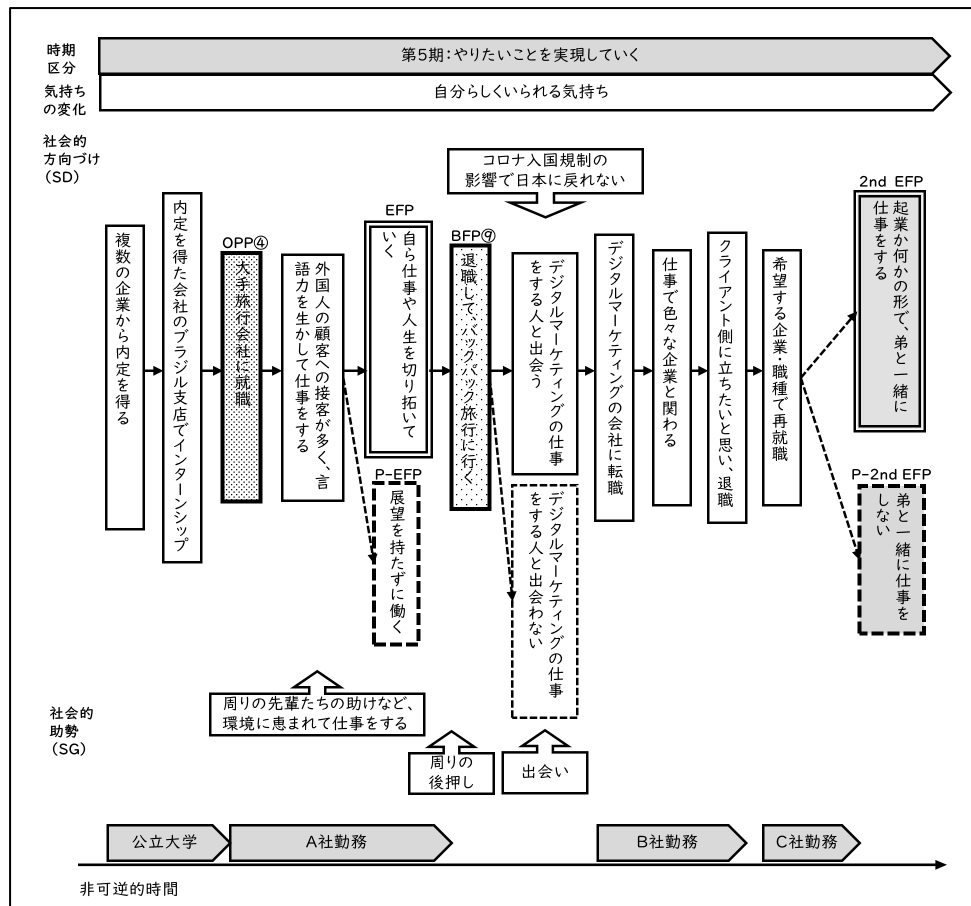 時期
区分
第5期：やりたいことを実現していく
気持ち
の変化
自分らしくいられる気持ち
社会的
方向づけ
(SD)
コロナ入国規制の
影響で日本に戻れない
複数の企業から内定を得る
内定を得た会社のブラジル支店でインターンシップ
OPP④
大手旅行会社に就職
外国人の顧客への接客が多く、言
語力を生かして仕事をする
EFP
自ら仕事や人生を切り拓いて
いく
P-EFP
展望を持たずに働く
BFP⑨
退職して、バックパック旅行に行く
デジタルマーケティングの仕事
をする人と出会う
デジタルマーケティングの仕事
をする人と出会わない
デジタルマーケティングの会社に転職
仕事で色々な企業と関わる
クライアント側に立ちたいと思い、退職
希望する企業・職種で再就職
2nd EFP
起業か何かの形で、弟と一緒に
仕事をする
P-2nd EFP
弟と一緒に仕事を
しない
社会的
助勢
(SG)
周りの先輩たちの助けなど、
環境に恵まれて仕事をする
周りの
後押し
出会い
公立大学
A社勤務
B社勤務
C社勤務
非可逆的時間